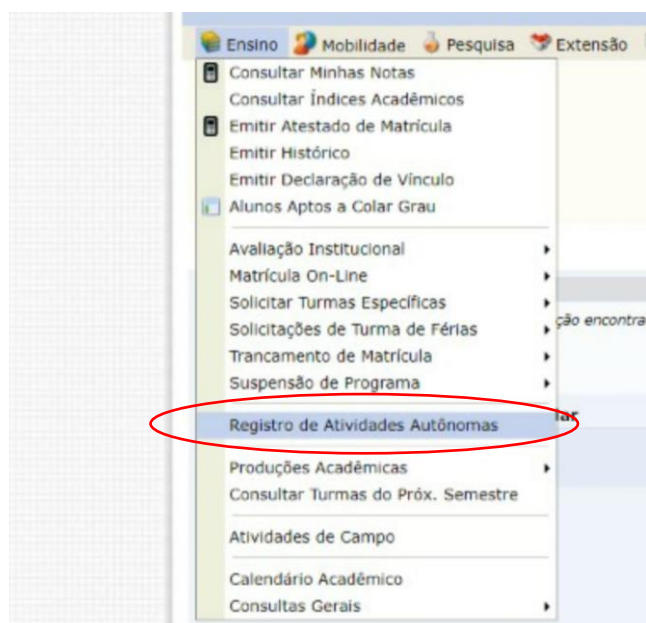 Ensino Mobilidade Pesquisa Extensão
Consultar Minhas Notas
Consultar Índices Acadêmicos
Emitir Atestado de Matrícula
Emitir Histórico
Emitir Declaração de Vínculo
Alunos Aptos a Colar Grau
Avaliação Institucional
Matrícula On-Line
Solicitar Turmas Específicas
Solicitações de Turma de Férias
ção encontra
Trancamento de Matrícula
Suspensão de Programa
lar
Registro de Atividades Autônomas
Produções Acadêmicas
Consultar Turmas do Próx. Semestre
Atividades de Campo
Calendário Acadêmico
Consultas Gerais